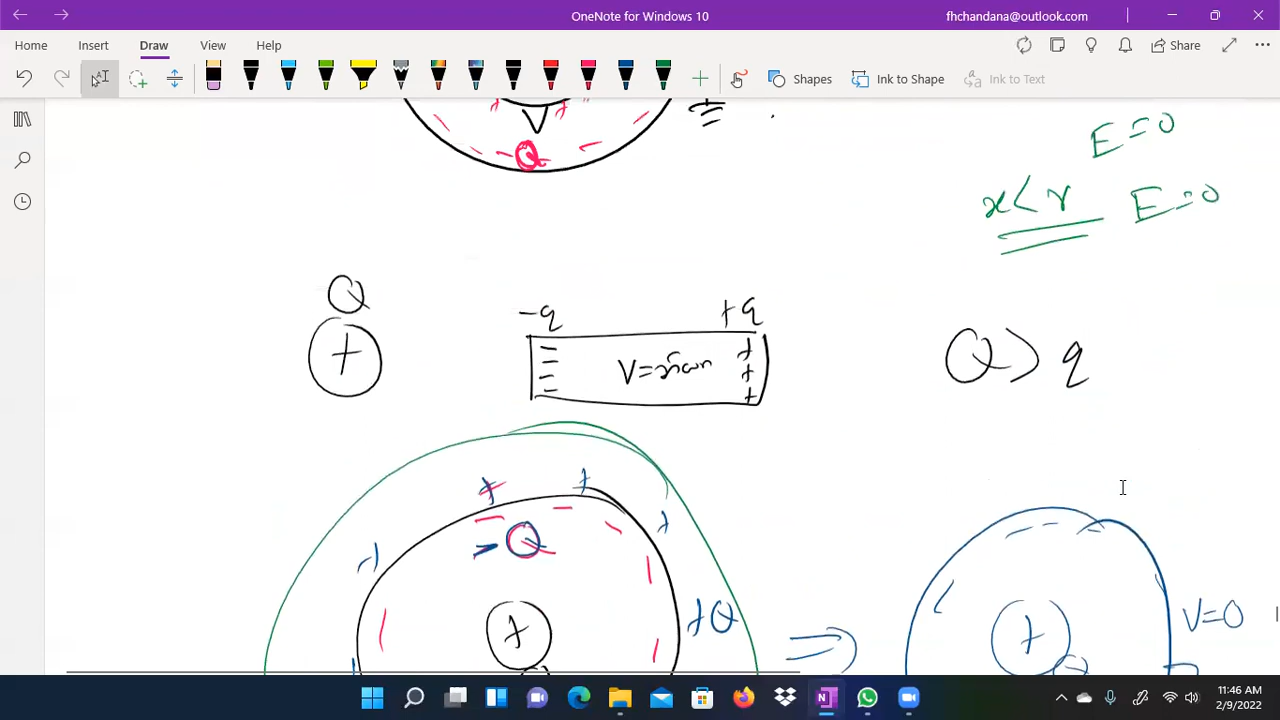 OneNote for Windows 10
fhchandana@outlook.com
Home Insert Draw View Help
Share
Shapes
Ink to Shape
Ink to Text
V
Q
E = 0
x < r E = 0
Q
+
-q +q
V =
Q > q
-Q
+
+Q
⇒
+
V = 0
11:46 AM
2/9/2022